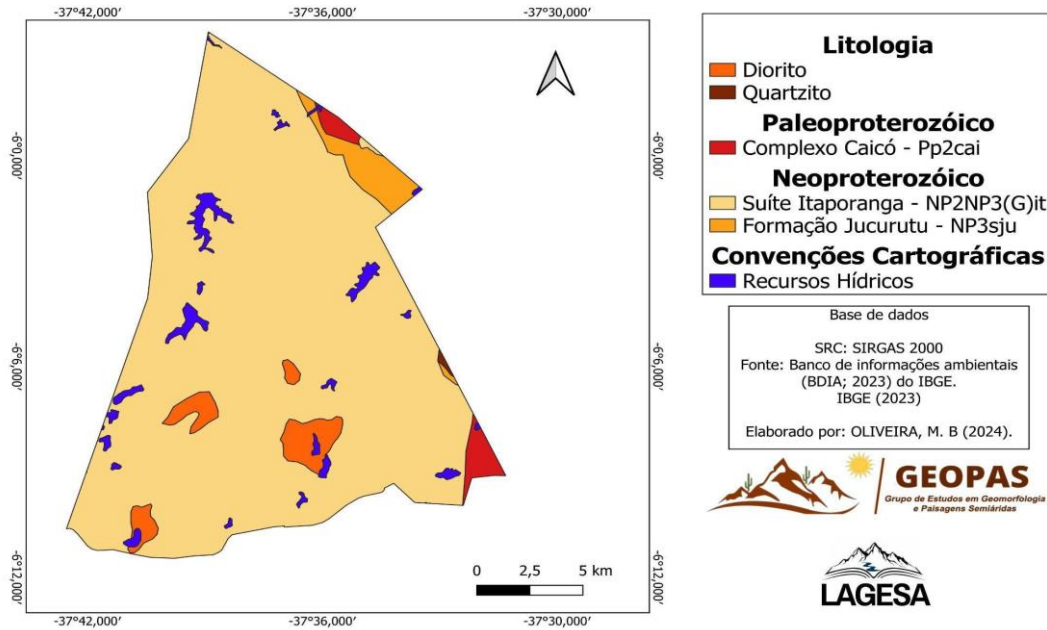 -37°42,000′ -37°36,000′ -37°30,000′
-6°0,000′ -6°0,000′
-6°6,000′ -6°6,000′
-6°12,000′ -6°12,000′
0 2,5 5 km
-37°42,000′ -37°36,000′ -37°30,000′
Litologia
Diorito
Quartzito
Paleoproterozóico
Complexo Caicó - Pp2cai
Neoproterozóico
Suíte Itaporanga - NP2NP3(G)it
Formação Jucurutu - NP3sju
Convenções Cartográficas
Recursos Hídricos
Base de dados
SRC: SIRGAS 2000
Fonte: Banco de informações ambientais
(BDIA; 2023) do IBGE.
IBGE (2023)
Elaborado por: OLIVEIRA, M. B (2024).
GEOPAS
Grupo de Estudos em Geomorfologia
e Paisagens Semiáridas
LAGESA